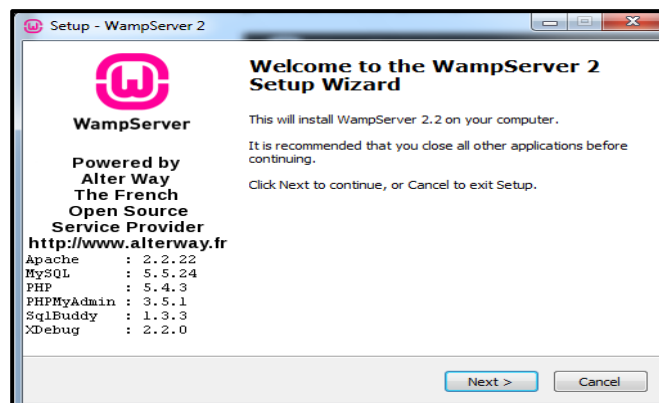 Setup - WampServer 2
WampServer
Powered by
Alter Way
The French
Open Source
Service Provider
http://www.alterway.fr
Apache : 2.2.22
MySQL : 5.5.24
PHP : 5.4.3
PHPMyAdmin : 3.5.1
SqlBuddy : 1.3.3
XDebug : 2.2.0
Welcome to the WampServer 2
Setup Wizard
This will install WampServer 2.2 on your computer.
It is recommended that you close all other applications before
continuing.
Click Next to continue, or Cancel to exit Setup.
Next >
Cancel